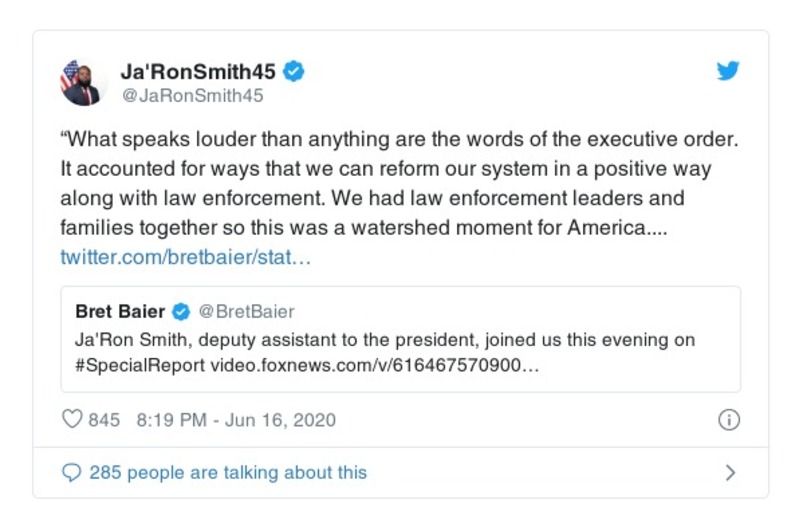 Ja'RonSmith45
@JaRonSmith45
“What speaks louder than anything are the words of the executive order.
It accounted for ways that we can reform our system in a positive way
along with law enforcement. We had law enforcement leaders and
families together so this was a watershed moment for America....
twitter.com/bretbaier/stat…
Bret Baier @BretBaier
Ja'Ron Smith, deputy assistant to the president, joined us this evening on
#SpecialReport video.foxnews.com/v/616467570900…
845 8:19 PM - Jun 16, 2020
285 people are talking about this